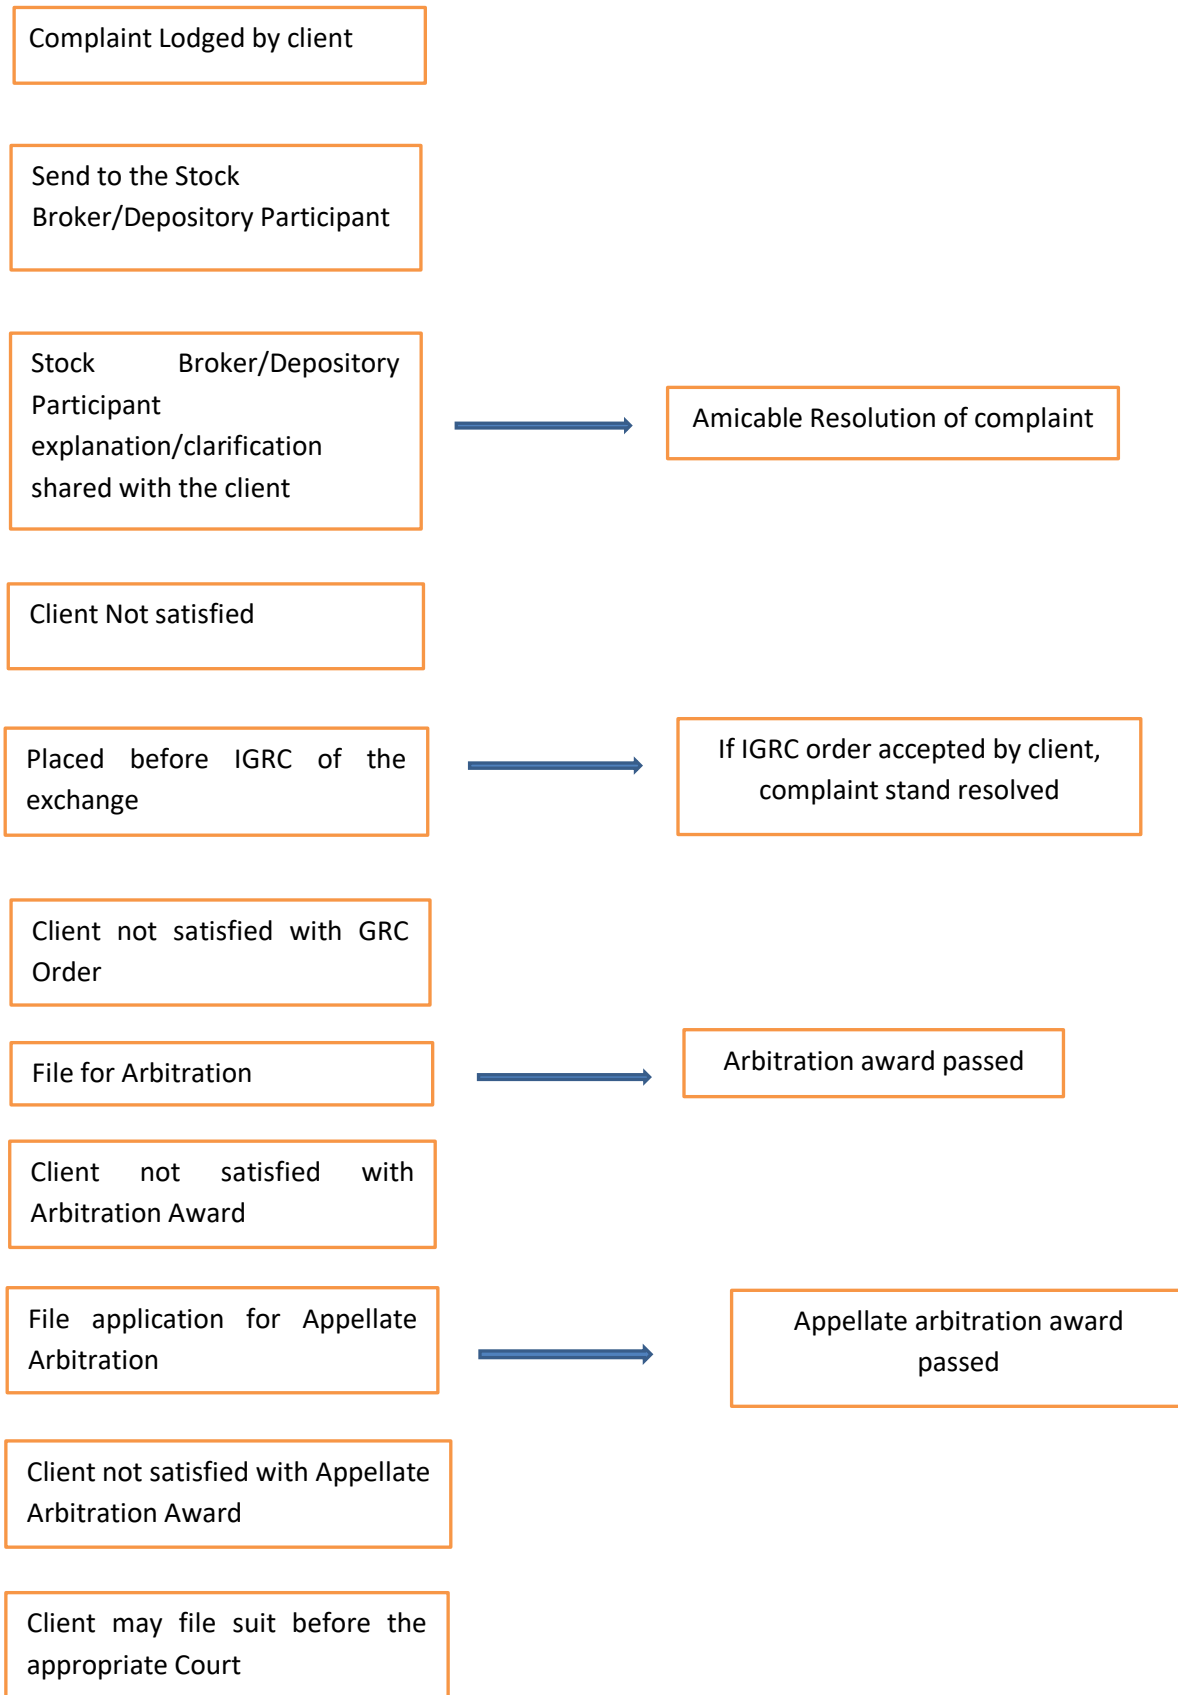 Complaint Lodged by client
Send to the Stock
Broker/Depository Participant
Stock Broker/Depository
Participant
explanation/clarification
shared with the client
Amicable Resolution of complaint
Client Not satisfied
Placed before IGRC of the
exchange
If IGRC order accepted by client,
complaint stand resolved
Client not satisfied with GRC
Order
File for Arbitration
Arbitration award passed
Client not satisfied with
Arbitration Award
File application for Appellate
Arbitration
Appellate arbitration award
passed
Client not satisfied with Appellate
Arbitration Award
Client may file suit before the
appropriate Court